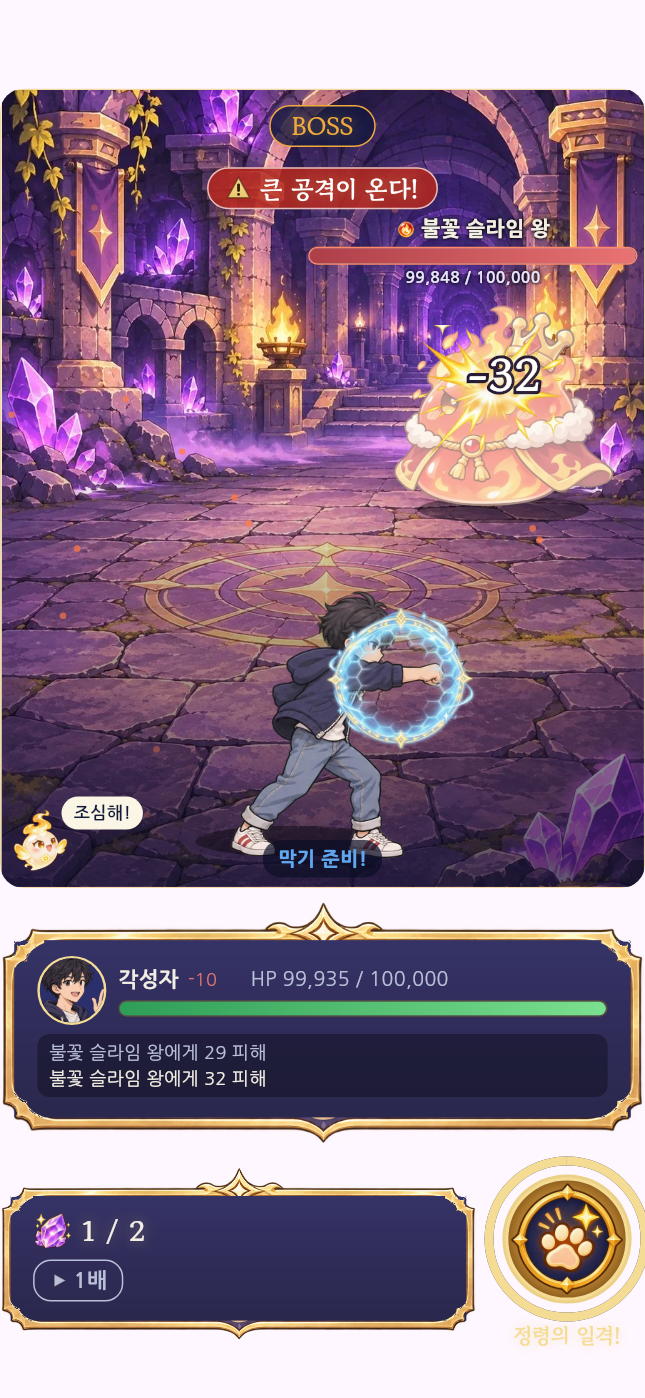 BOSS
⚠ 큰 공격이 온다!
불꽃 슬라임 왕
99,848 / 100,000
-32
조심해!
막기 준비!
각성자 -10 HP 99,935 / 100,000
불꽃 슬라임 왕에게 29 피해
불꽃 슬라임 왕에게 32 피해
1 / 2
▶ 1배
정령의 일격!